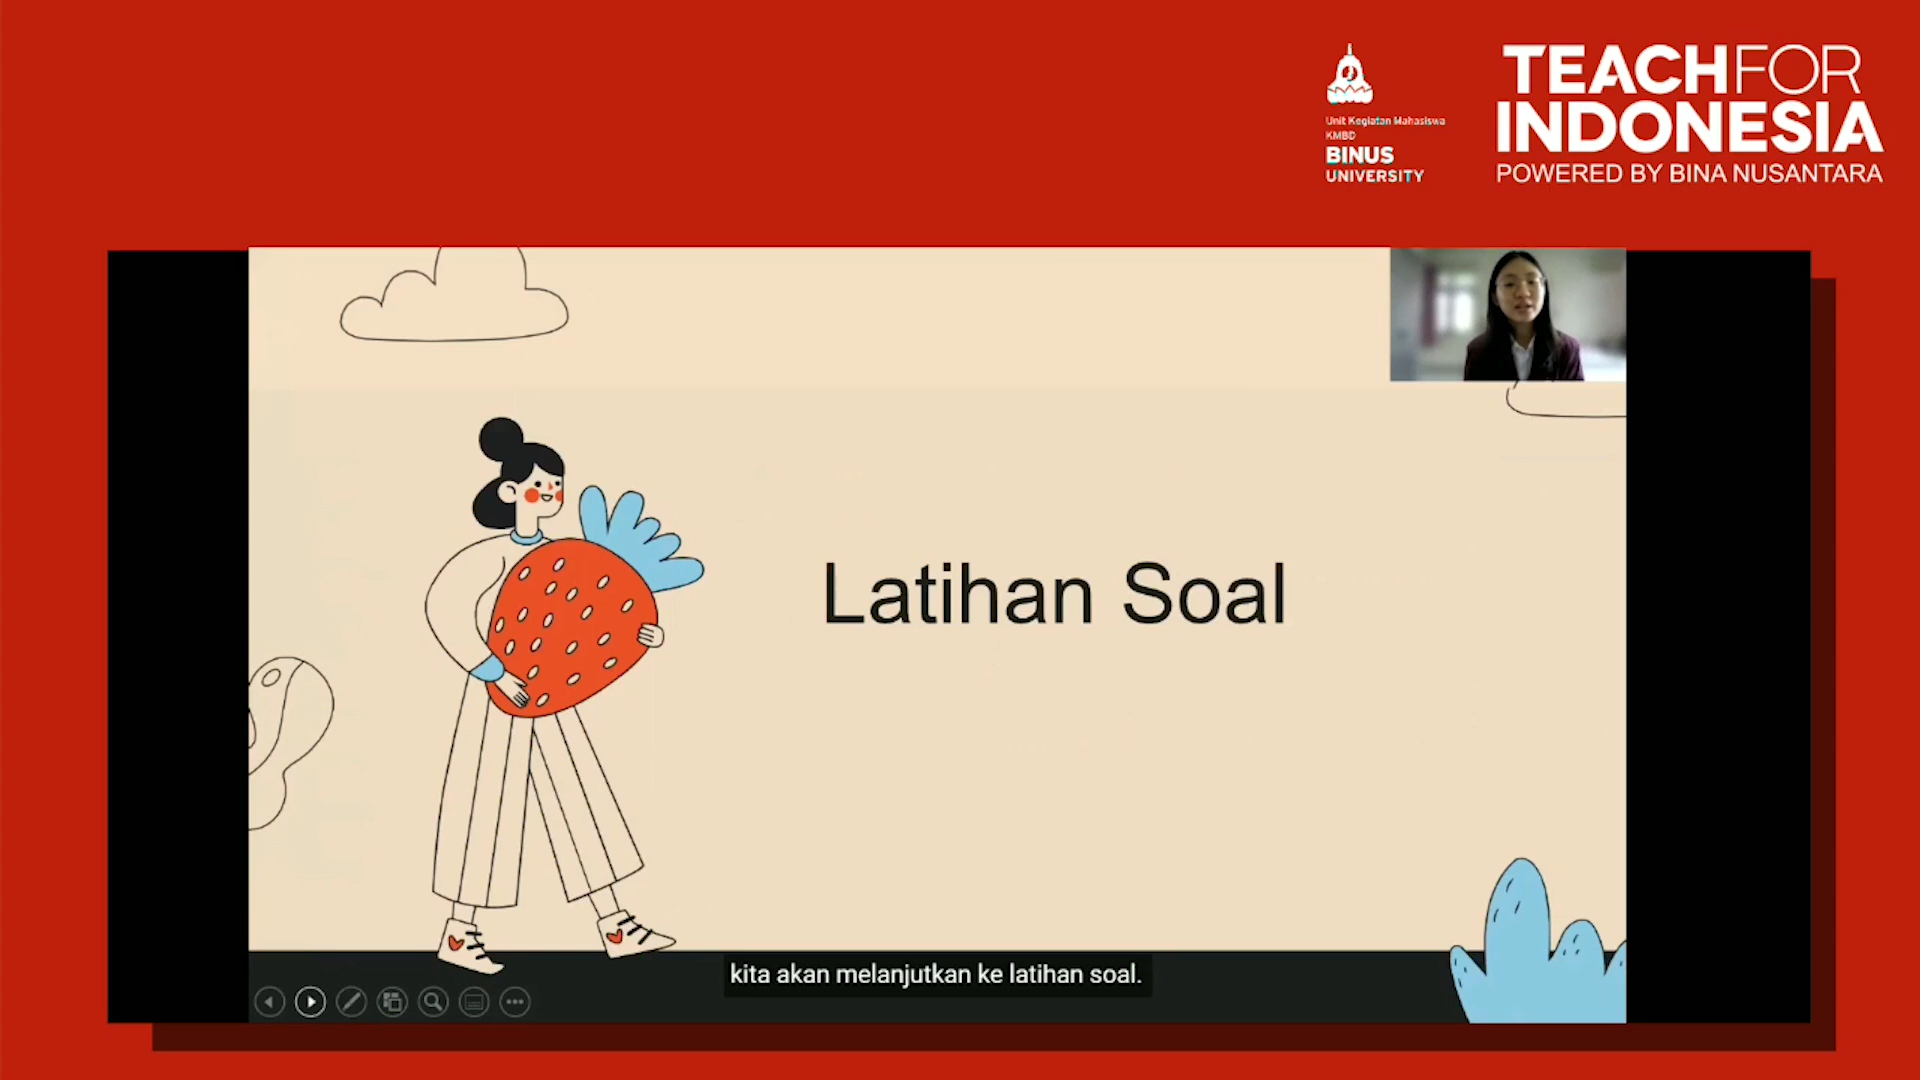 Unit Kegiatan Mahasiswa
KMBD
BINUS
UNIVERSITY
TEACHFOR
INDONESIA
POWERED BY BINA NUSANTARA
Latihan Soal
kita akan melanjutkan ke latihan soal.